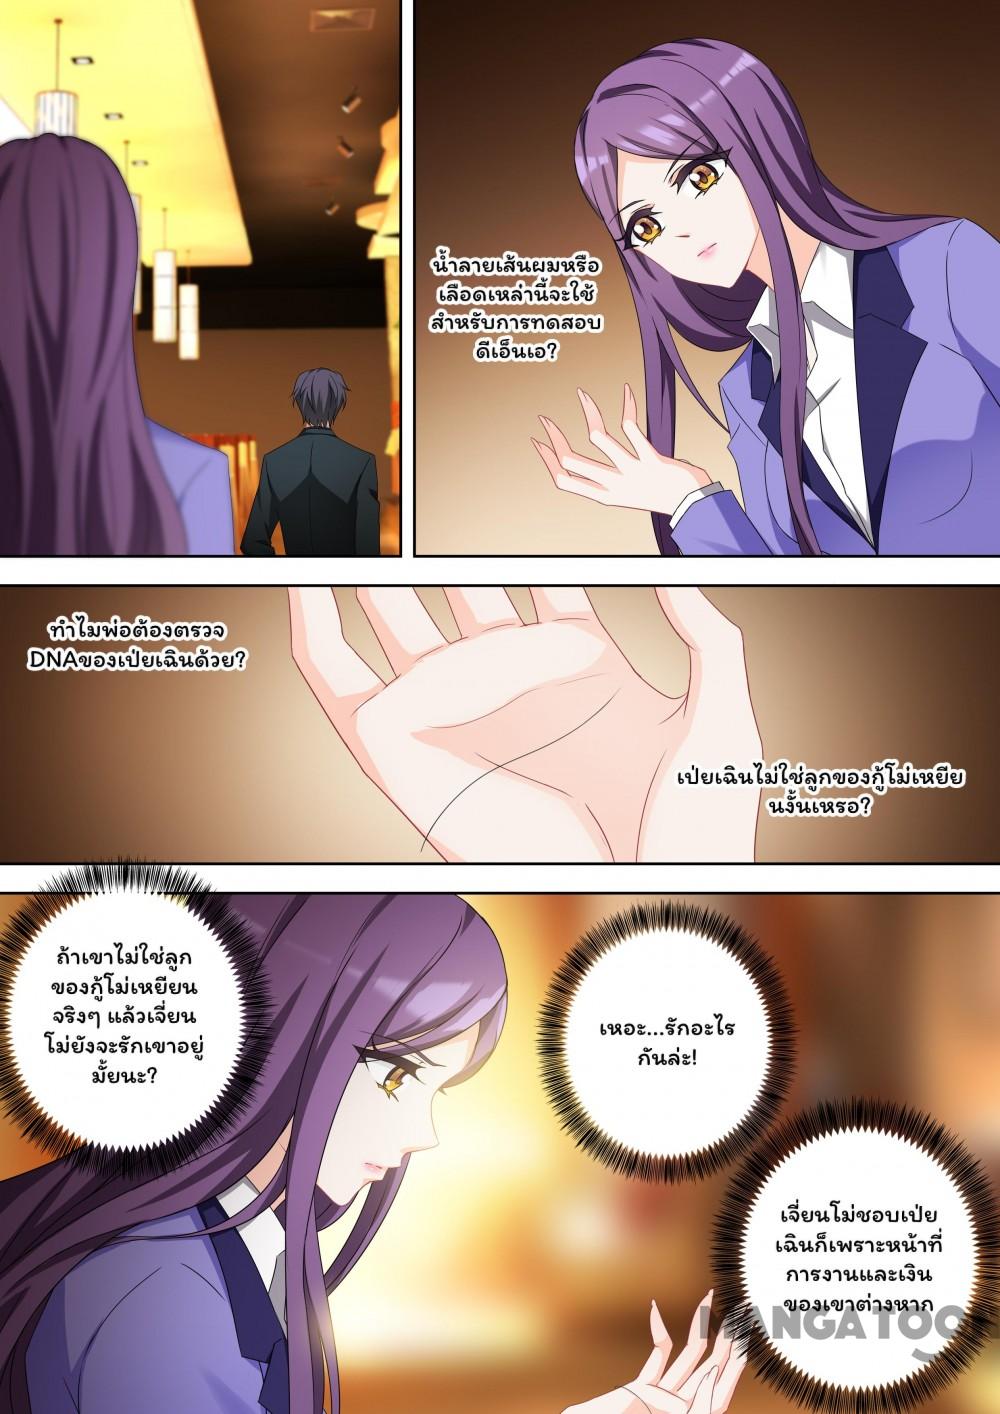 น้ำลายเส้นผมหรือ
เลือดเหล่านี้จะใช้
สำหรับการทดสอบ
ดีเอ็นเอ?
ทำไมพ่อต้องตรวจ
DNAของเป่ยเฉินด้วย?
เป่ยเฉินไม่ใช่ลูกของกู้โม่เหยีย
นงั้นเหรอ?
ถ้าเขาไม่ใช่ลูก
ของกู้โม่เหยียน
จริงๆ แล้วเจี่ยน
โม่ยังจะรักเขาอยู่
มั้ยนะ?
เหอะ...รักอะไร
กันล่ะ!
เจี่ยนโม่ชอบเป่ย
เฉินก็เพราะหน้าที่
การงานและเงิน
ของเขาต่างหาก
MANGATOON